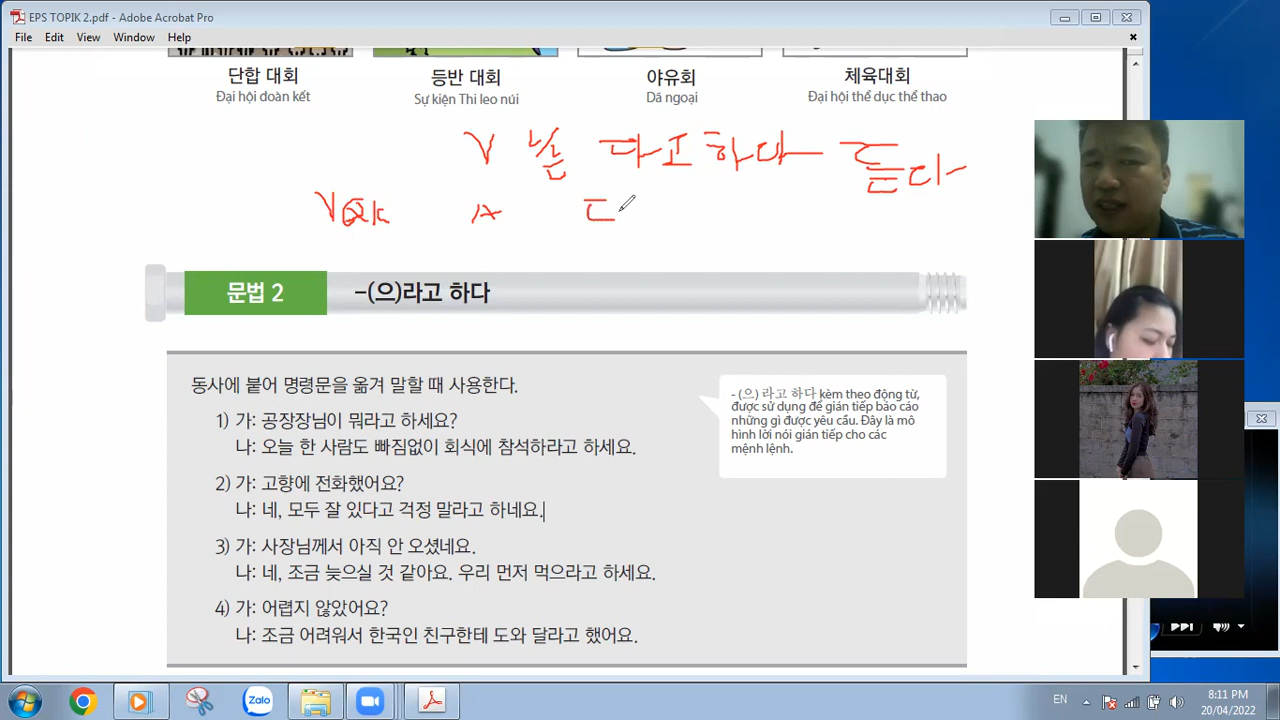 EPS TOPIK 2.pdf - Adobe Acrobat Pro
File Edit View Window Help
단합 대회 등반 대회 야유회 체육대회
Đại hội đoàn kết Sự kiện Thi leo núi Dã ngoại Đại hội thể dục thể thao
V 는 다고 하다 듣다
V A ㄷ
문법 2 -(으)라고 하다
동사에 붙어 명령문을 옮겨 말할 때 사용한다.
1) 가: 공장장님이 뭐라고 하세요?
나: 오늘 한 사람도 빠짐없이 회식에 참석하라고 하세요.
2) 가: 고향에 전화했어요?
나: 네, 모두 잘 있다고 걱정 말라고 하네요.
3) 가: 사장님께서 아직 안 오셨네요.
나: 네, 조금 늦으실 것 같아요. 우리 먼저 먹으라고 하세요.
4) 가: 어렵지 않았어요?
나: 조금 어려워서 한국인 친구한테 도와 달라고 했어요.
- (으) 라고 하다 kèm theo động từ,
được sử dụng để gián tiếp báo cáo
những gì được yêu cầu. Đây là mô
hình lời nói gián tiếp cho các
mệnh lệnh.
Zalo
EN
8:11 PM
20/04/2022